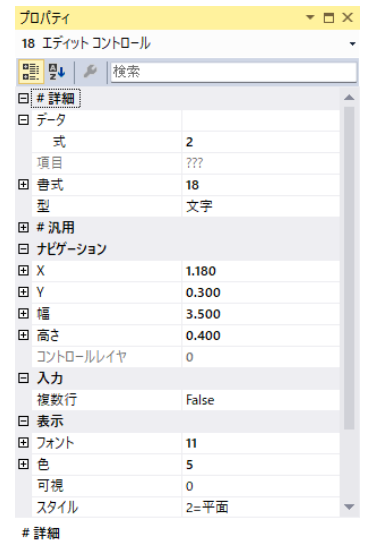 プロパティ
18 エディット コントロール
検索
# 詳細
データ
式 2
項目 ???
書式 18
型 文字
# 汎用
ナビゲーション
X 1.180
Y 0.300
幅 3.500
高さ 0.400
コントロールレイヤ 0
入力
複数行 False
表示
フォント 11
色 5
可視 0
スタイル 2=平面
# 詳細